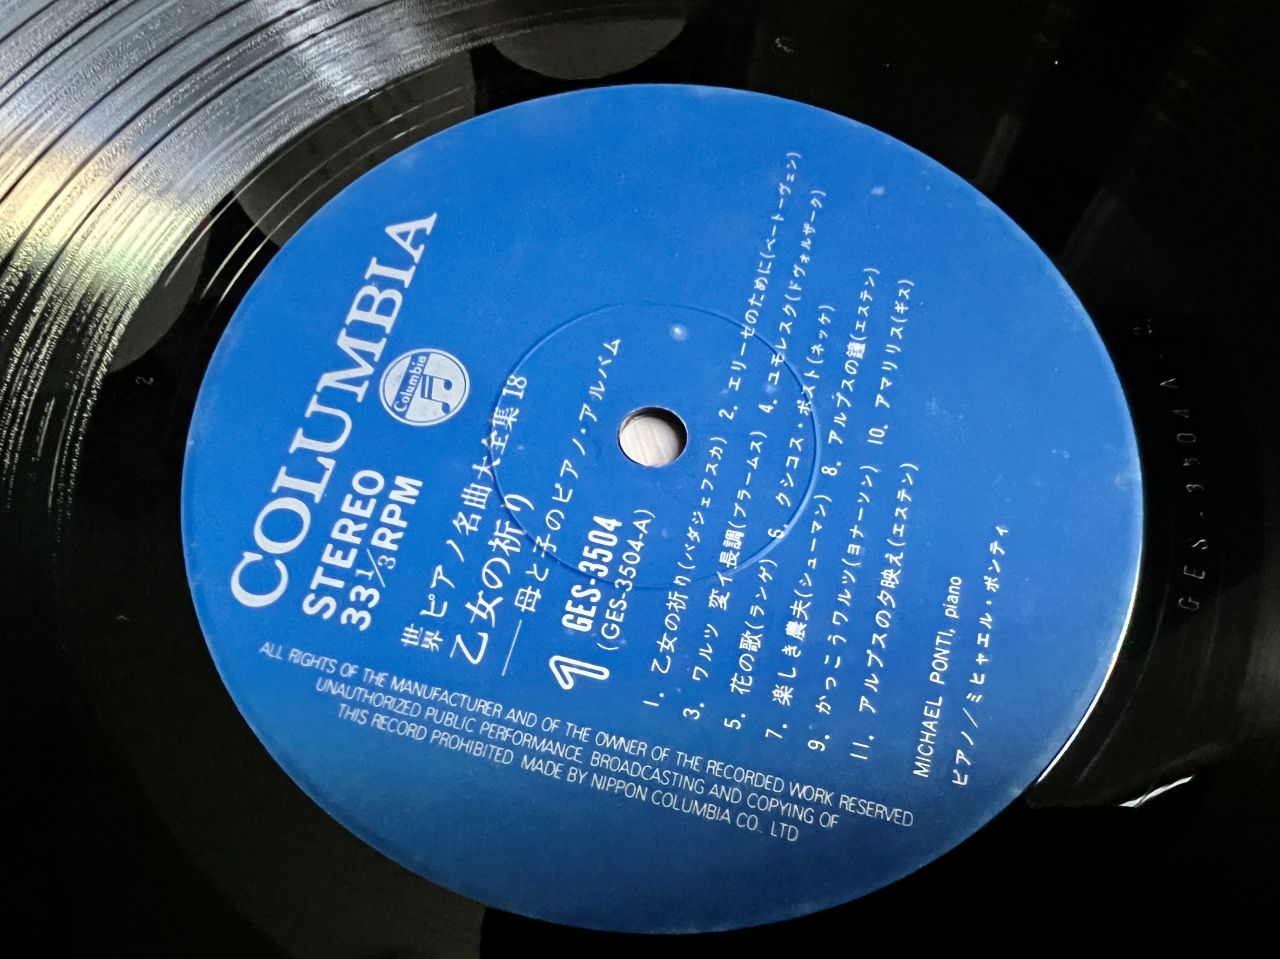 COLUMBIA
Columbia
STEREO
33 1/3 RPM
世界ピアノ名曲大全集 18
乙女の祈り
——母と子のピアノ・アルバム
1 GES-3504
(GES-3504-A)
1. 乙女の祈り(バダジェフスカ) 2. エリーゼのために(ベートーヴェン)
3. ワルツ 変イ長調(ブラームス) 4. ユモレスク(ドヴォルザーク)
5. 花の歌(ランゲ) 6. クシコス・ポスト(ネッケ)
7. 楽しき農夫(シューマン) 8. アルプスの鐘(エステン)
9. かっこうワルツ(ヨナーソン) 10. アマリリス(ギス)
11. アルプスの夕映え(エステン)
MICHAEL PONTI, piano
ピアノ/ミヒャエル・ポンティ
ALL RIGHTS OF THE MANUFACTURER AND OF THE OWNER OF THE RECORDED WORK RESERVED.
UNAUTHORIZED PUBLIC PERFORMANCE, BROADCASTING AND COPYING OF
THIS RECORD PROHIBITED MADE BY NIPPON COLUMBIA CO., LTD
2
GES-3504A-2